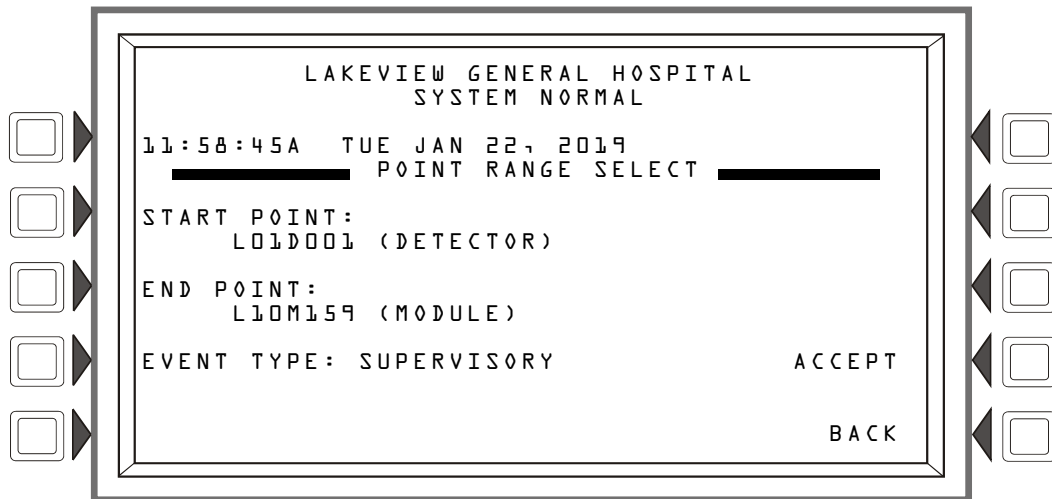 LAKEVIEW GENERAL HOSPITAL
SYSTEM NORMAL
11:58:45A TUE JAN 22, 2019
POINT RANGE SELECT
START POINT:
L01D001 (DETECTOR)
END POINT:
L10M159 (MODULE)
EVENT TYPE: SUPERVISORY ACCEPT
BACK